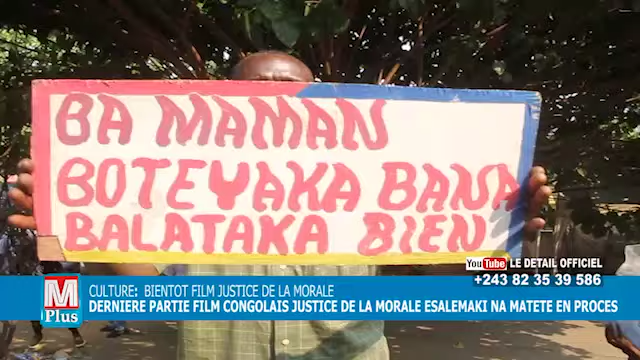 BA MAMAN
BOTEYAKA BANA
BALATAKA BIEN
YouTube LE DETAIL OFFICIEL
+243 82 35 39 586
M Plus
CULTURE: BIENTOT FILM JUSTICE DE LA MORALE
DERNIERE PARTIE FILM CONGOLAIS JUSTICE DE LA MORALE ESALEMAKI NA MATETE EN PROCES